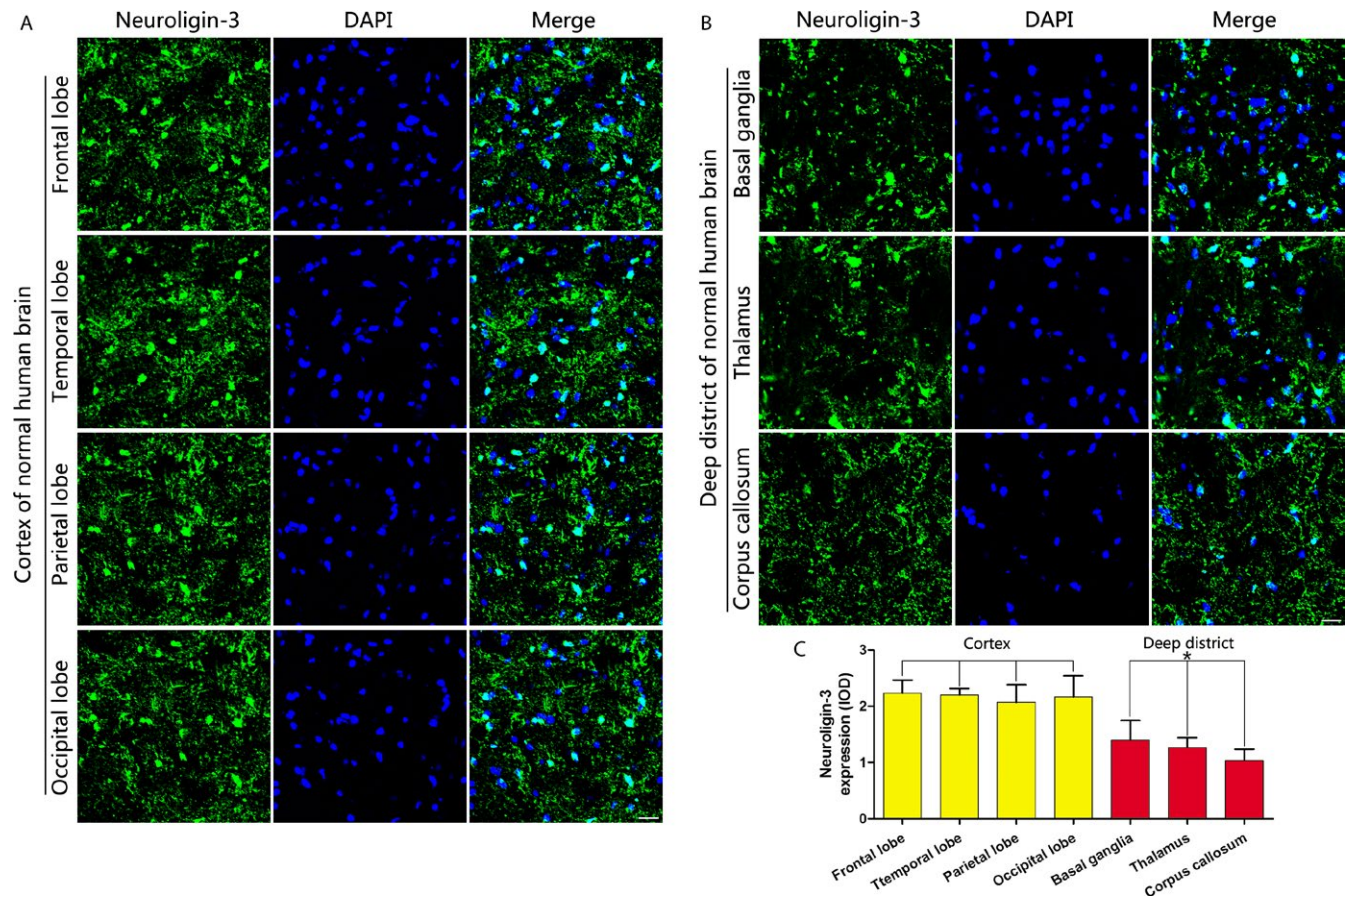 A
Neuroligin-3
DAPI
Merge
Cortex of normal human brain
Frontal lobe
Temporal lobe
Parietal lobe
Occipital lobe
B
Neuroligin-3
DAPI
Merge
Deep district of normal human brain
Basal ganglia
Thalamus
Corpus callosum
C
Cortex
Deep district
*
Neuroligin-3
expression (IOD)
3
2
1
0
Frontal lobe
Ttemporal lobe
Parietal lobe
Occipital lobe
Basal ganglia
Thalamus
Corpus callosum